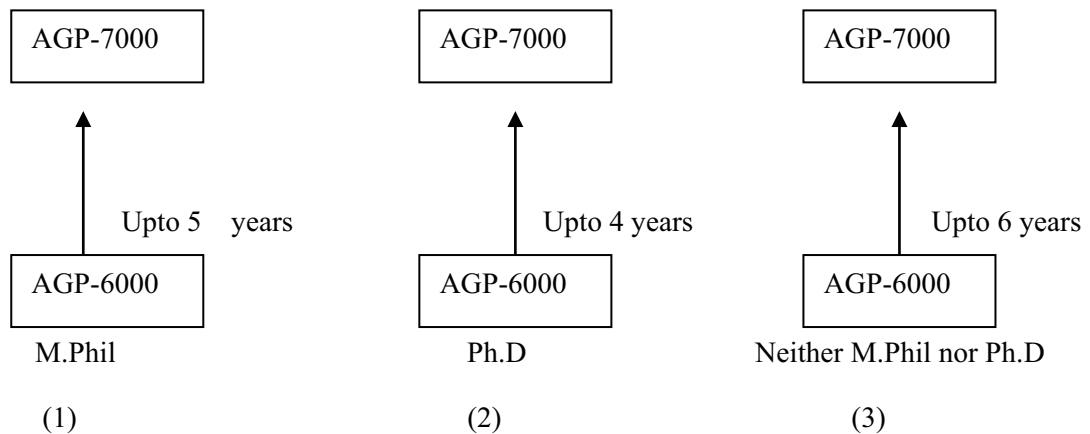 AGP-7000 AGP-7000 AGP-7000
Upto 5 years Upto 4 years Upto 6 years
AGP-6000 AGP-6000 AGP-6000
M.Phil Ph.D Neither M.Phil nor Ph.D
(1) (2) (3)